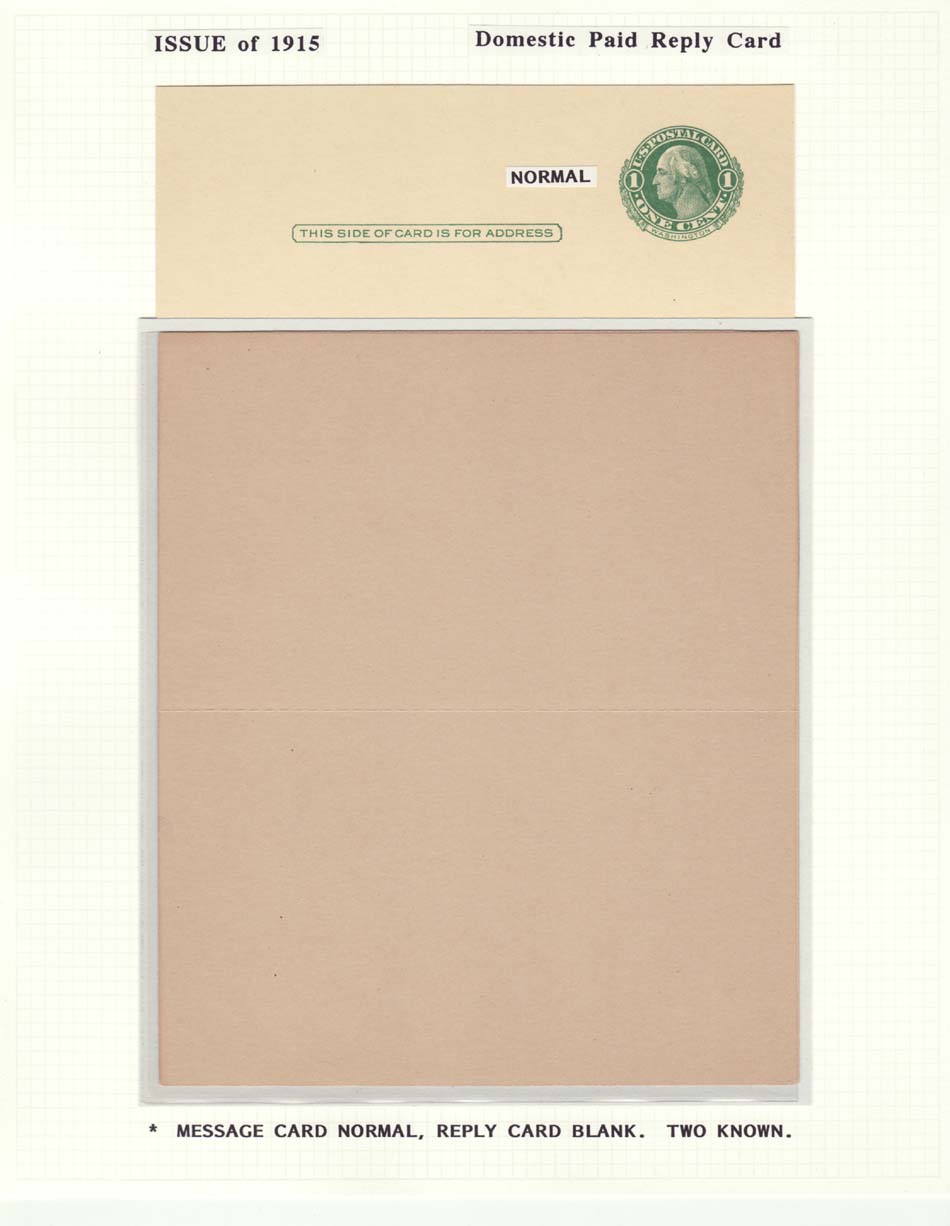 ISSUE of 1915
Domestic Paid Reply Card
NORMAL
U·S·POSTAL CARD
1 1
·ONE CENT·
WASHINGTON
THIS SIDE OF CARD IS FOR ADDRESS
* MESSAGE CARD NORMAL, REPLY CARD BLANK. TWO KNOWN.